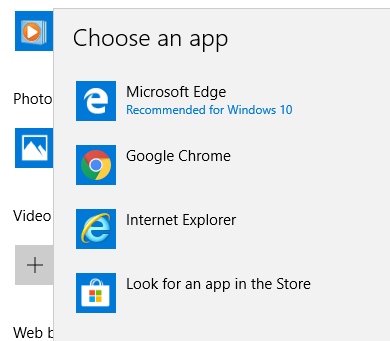 Choose an app
Microsoft Edge
Recommended for Windows 10
Photo
Google Chrome
Video
Internet Explorer
Look for an app in the Store
Web b